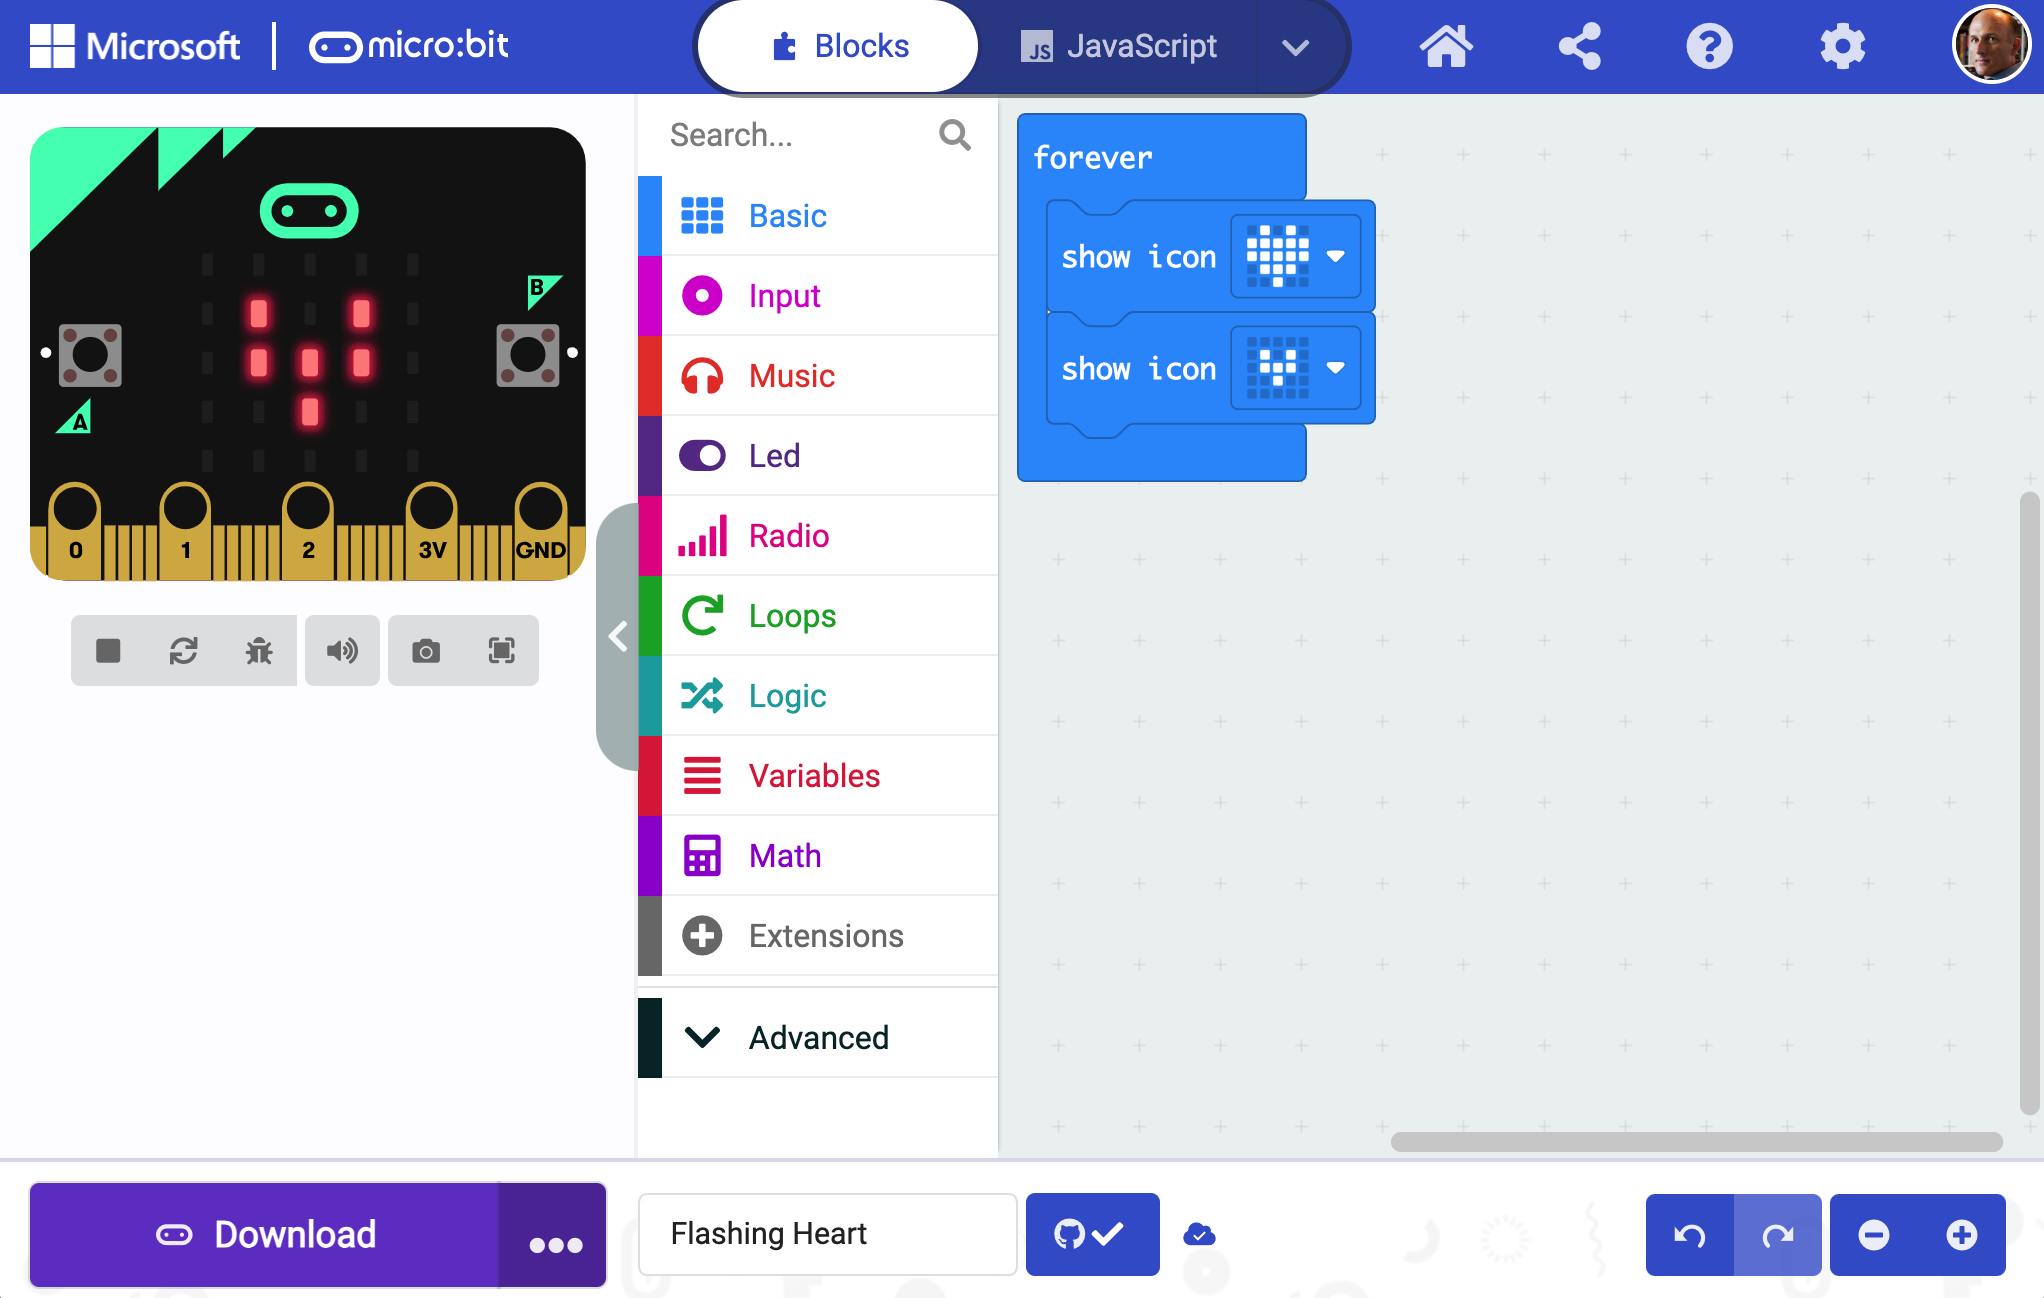 Microsoft
micro:bit
Blocks
JS JavaScript
Search...
Basic
Input
Music
Led
Radio
Loops
Logic
Variables
Math
Extensions
Advanced
B
A
0 1 2 3V GND
forever
show icon
show icon
Download
Flashing Heart